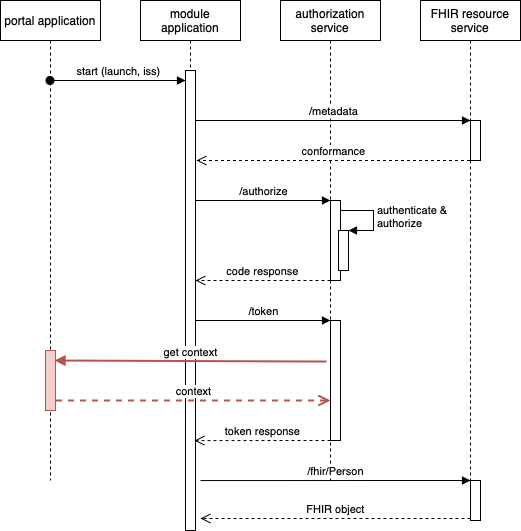 portal application
module
application
authorization
service
FHIR resource
service
start (launch, iss)
/metadata
conformance
/authorize
authenticate &
authorize
code response
/token
get context
context
token response
/fhir/Person
FHIR object